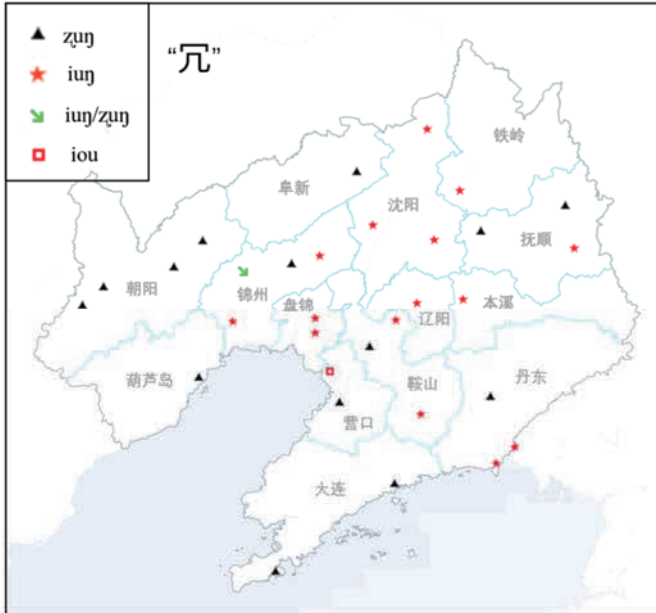 ʐuŋ
iuŋ
iuŋ/ʐuŋ
iou
“冗”
铁岭
阜新
沈阳
抚顺
朝阳
锦州
盘锦
辽阳
本溪
葫芦岛
鞍山
丹东
营口
大连